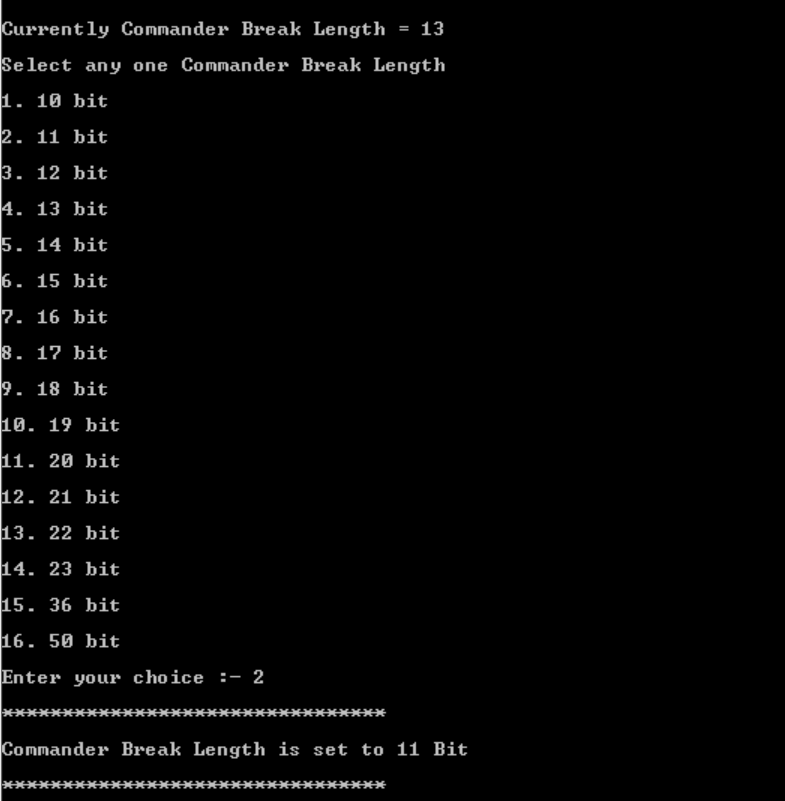 Currently Commander Break Length = 13
Select any one Commander Break Length
1. 10 bit
2. 11 bit
3. 12 bit
4. 13 bit
5. 14 bit
6. 15 bit
7. 16 bit
8. 17 bit
9. 18 bit
10. 19 bit
11. 20 bit
12. 21 bit
13. 22 bit
14. 23 bit
15. 36 bit
16. 50 bit
Enter your choice :- 2
********************************
Commander Break Length is set to 11 Bit
********************************